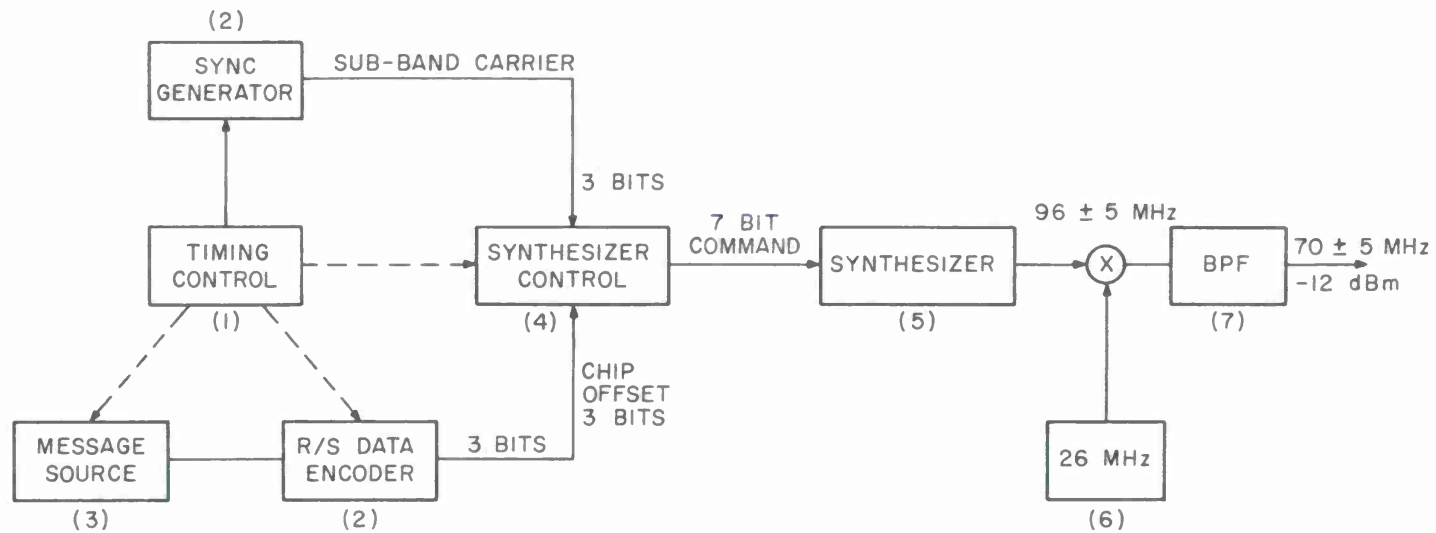 (2)
SYNC
GENERATOR
SUB-BAND CARRIER
3 BITS
TIMING
CONTROL
(1)
SYNTHESIZER
CONTROL
(4)
7 BIT
COMMAND
SYNTHESIZER
(5)
96 ± 5 MHz
X
BPF
(7)
70 ± 5 MHz
-12 dBm
CHIP
OFFSET
3 BITS
MESSAGE
SOURCE
(3)
R/S DATA
ENCODER
(2)
3 BITS
26 MHz
(6)